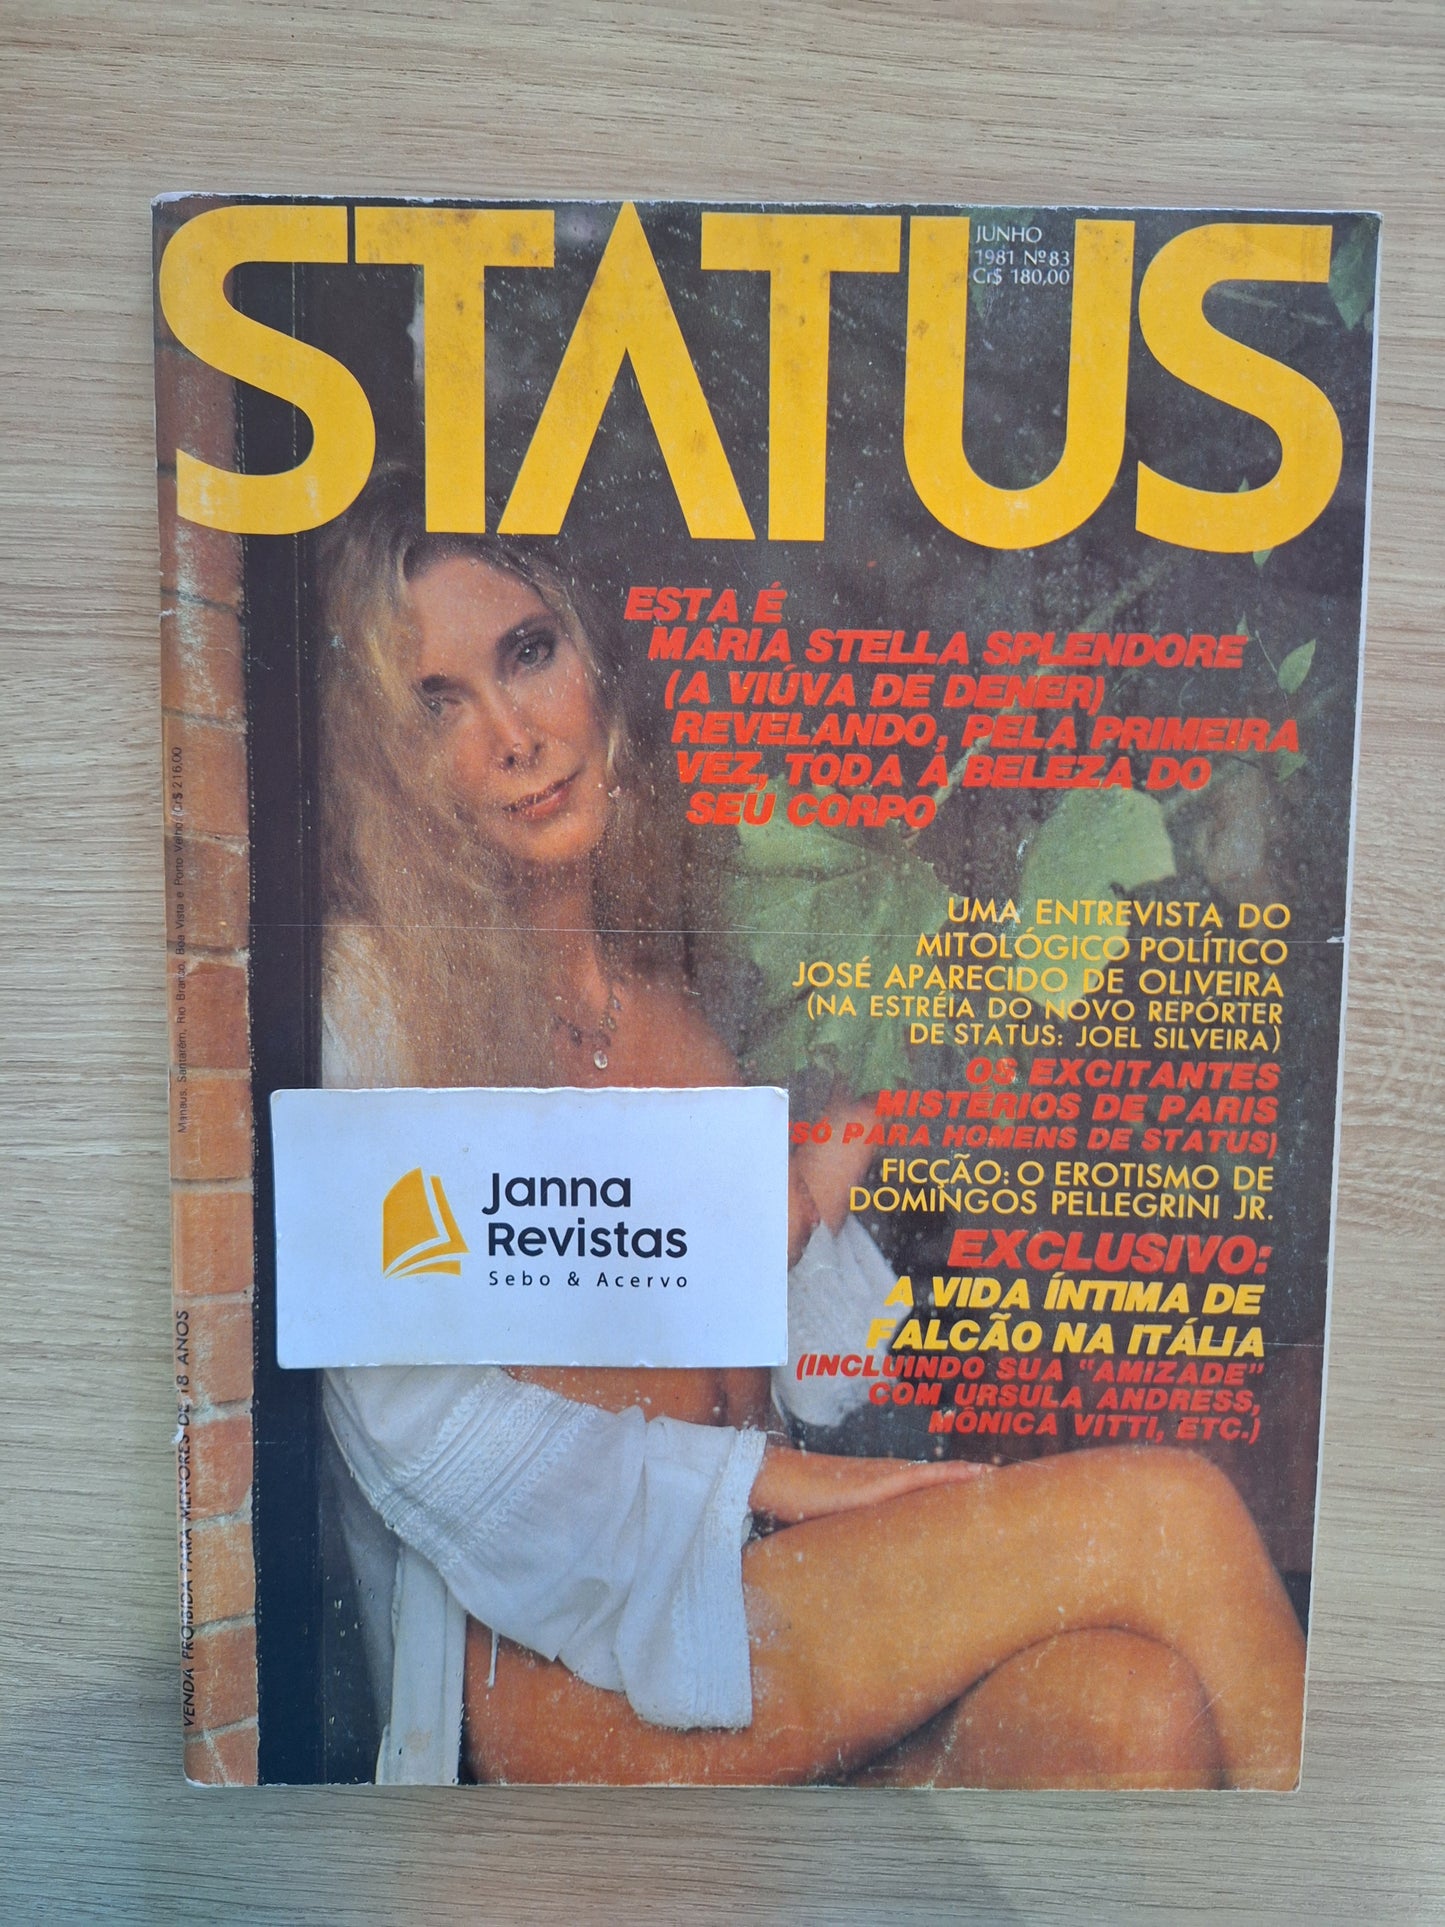 STATUS
JUNHO
1981 Nº 83
Cr$ 180,00
ESTA É
MARIA STELLA SPLENDORE
(A VIÚVA DE DENER)
REVELANDO, PELA PRIMEIRA
VEZ, TODA A BELEZA DO
SEU CORPO
UMA ENTREVISTA DO
MITOLÓGICO POLÍTICO
JOSÉ APARECIDO DE OLIVEIRA
(NA ESTRÉIA DO NOVO REPÓRTER
DE STATUS: JOEL SILVEIRA)
OS EXCITANTES
MISTÉRIOS DE PARIS
(SÓ PARA HOMENS DE STATUS)
FICÇÃO: O EROTISMO DE
DOMINGOS PELLEGRINI JR.
EXCLUSIVO:
A VIDA ÍNTIMA DE
FALCÃO NA ITÁLIA
(INCLUINDO SUA "AMIZADE"
COM URSULA ANDRESS,
MÔNICA VITTI, ETC.)
Janna
Revistas
Sebo & Acervo
Manaus, Santarém, Rio Branco, Boa Vista e Porto Velho: Cr$ 216,00
VENDA PROIBIDA PARA MENORES DE 18 ANOS